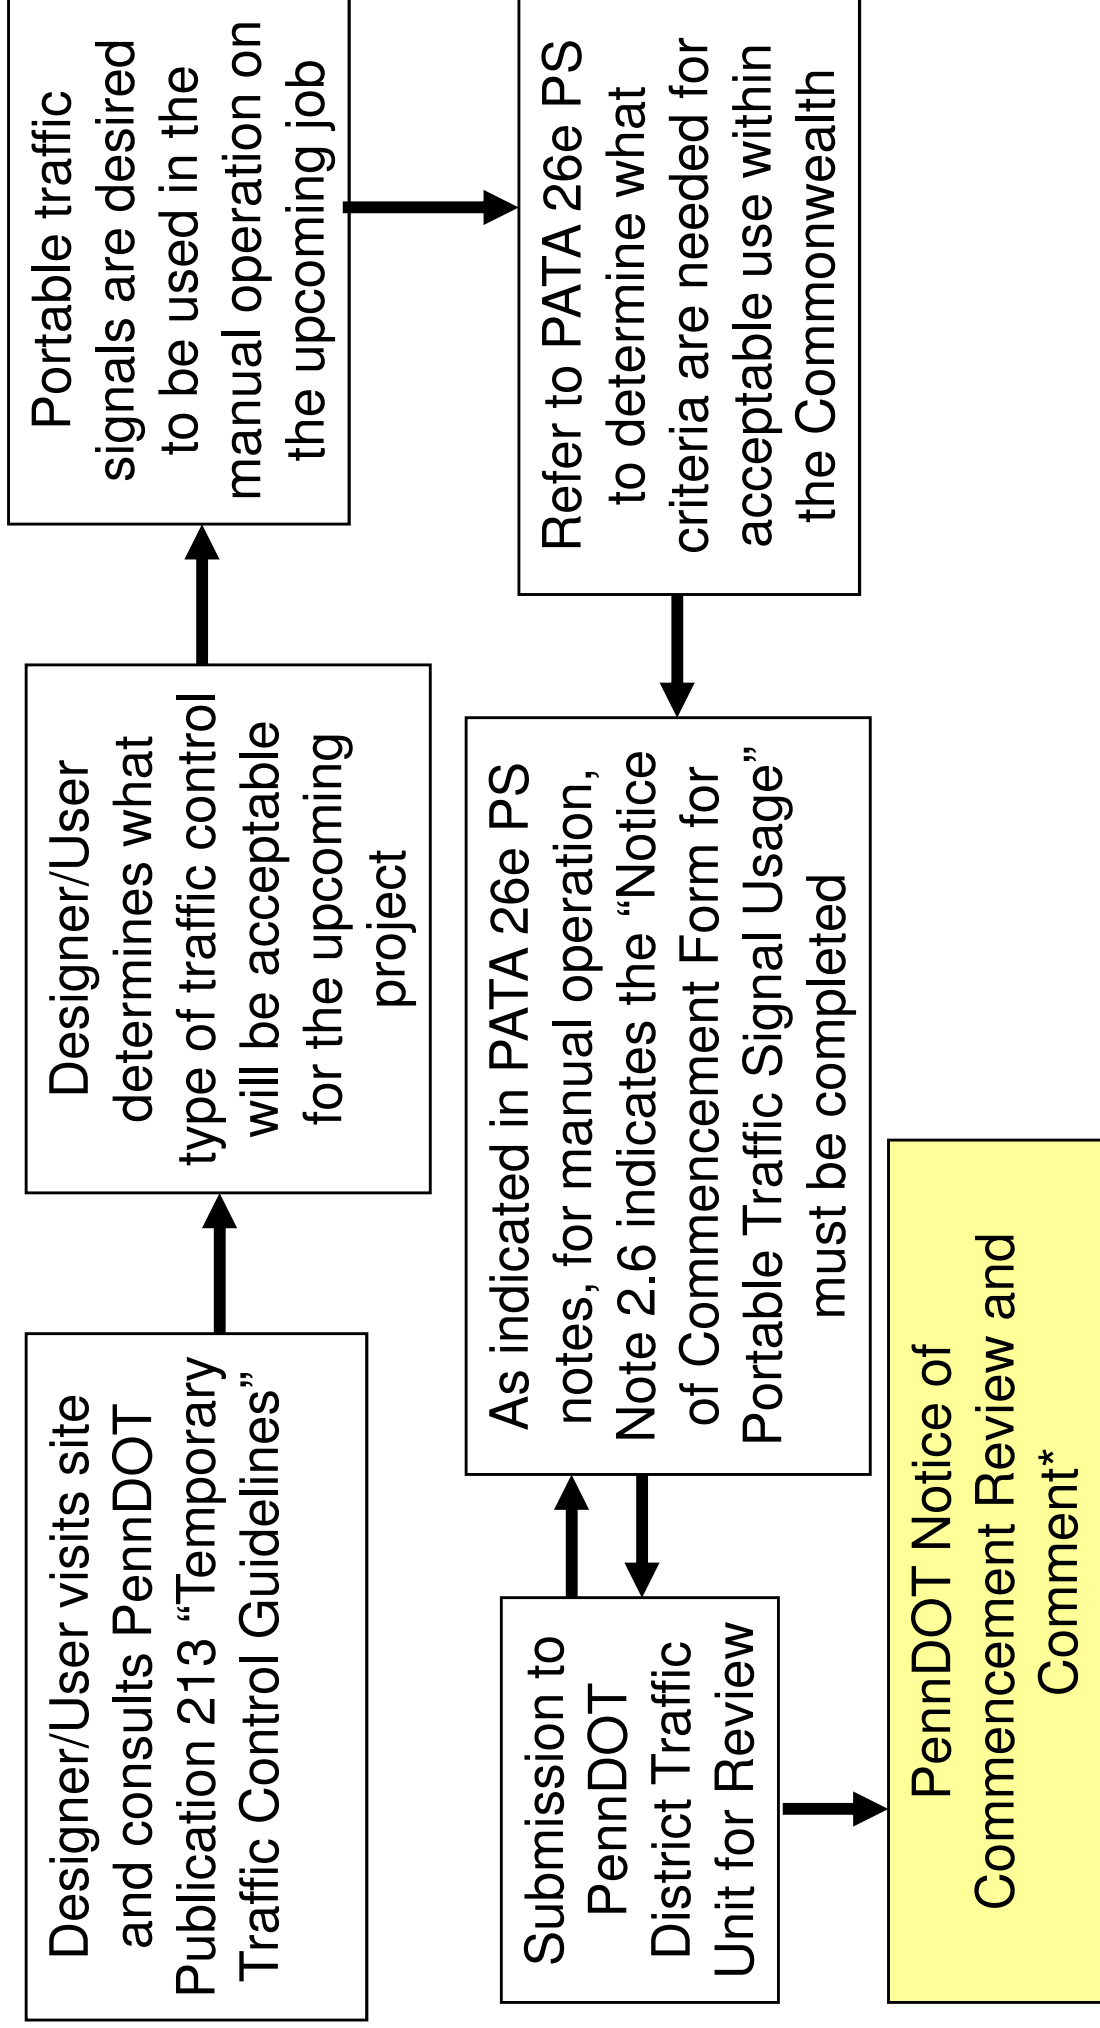 Designer/User visits site
and consults PennDOT
Publication 213 “Temporary
Traffic Control Guidelines”
Designer/User
determines what
type of traffic control
will be acceptable
for the upcoming
project
Portable traffic
signals are desired
to be used in the
manual operation on
the upcoming job
Refer to PATA 26e PS
to determine what
criteria are needed for
acceptable use within
the Commonwealth
As indicated in PATA 26e PS
notes, for manual operation,
Note 2.6 indicates the “Notice
of Commencement Form for
Portable Traffic Signal Usage”
must be completed
Submission to
PennDOT
District Traffic
Unit for Review
PennDOT Notice of
Commencement Review and
Comment*